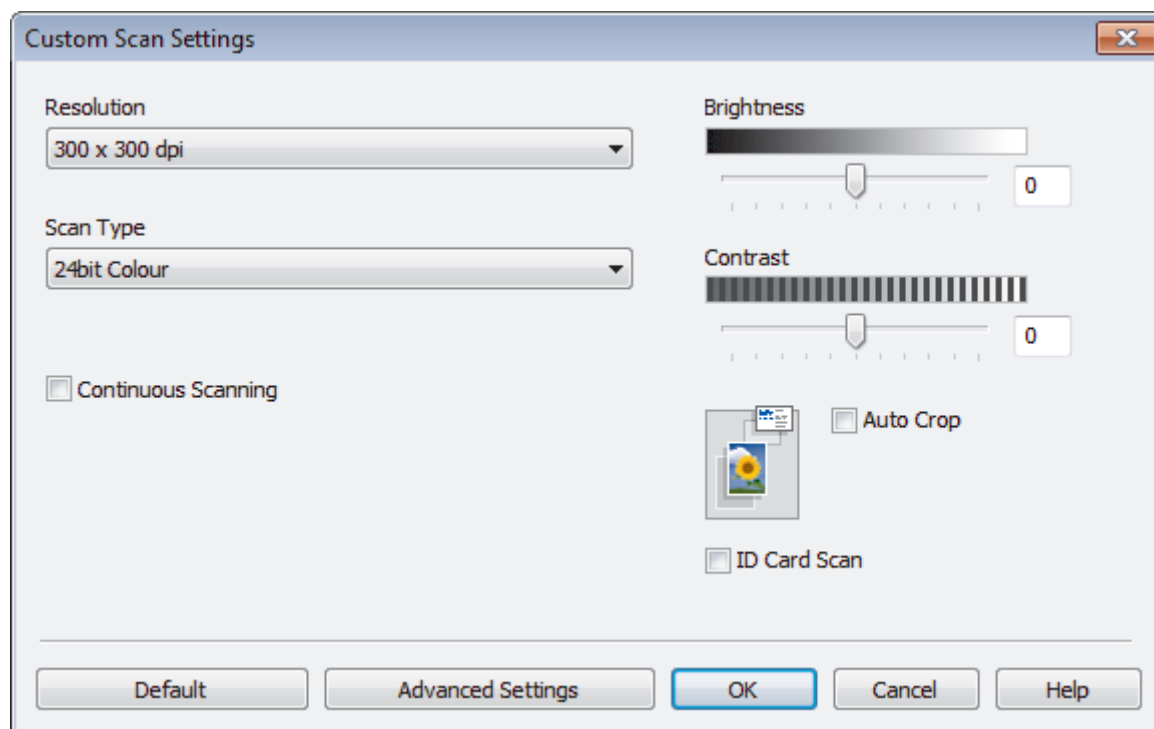 Custom Scan Settings
Resolution
300 x 300 dpi
Scan Type
24bit Colour
Continuous Scanning
Brightness
0
Contrast
0
Auto Crop
ID Card Scan
Default
Advanced Settings
OK
Cancel
Help